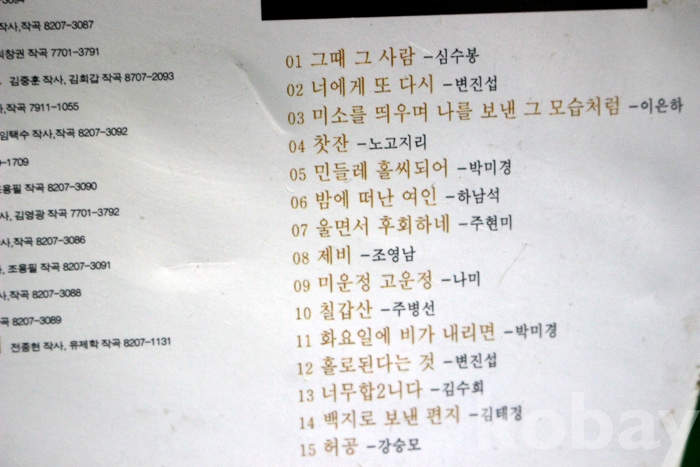 작사,작곡 8207-3087
최창권 작곡 7701-3791
김중훈 작사, 김희갑 작곡 8707-2093
작곡 7911-1055
임택수 작사,작곡 8207-3092
-1709
조용필 작곡 8207-3090
김영광 작곡 7701-3792
작곡 8207-3086
조용필 작곡 8207-3091
작곡 8207-3088
8207-3089
전종현 작사, 유제학 작곡 8207-1131
01 그때 그 사람 -심수봉
02 너에게 또 다시 -변진섭
03 미소를 띄우며 나를 보낸 그 모습처럼 -이은하
04 찻잔 -노고지리
05 민들레 홀씨되어 -박미경
06 밤에 떠난 여인 -하남석
07 울면서 후회하네 -주현미
08 제비 -조영남
09 미운정 고운정 -나미
10 칠갑산 -주병선
11 화요일에 비가 내리면 -박미경
12 홀로된다는 것 -변진섭
13 너무합2니다 -김수희
14 백지로 보낸 편지 -김태정
15 허공 -강승모
kobay